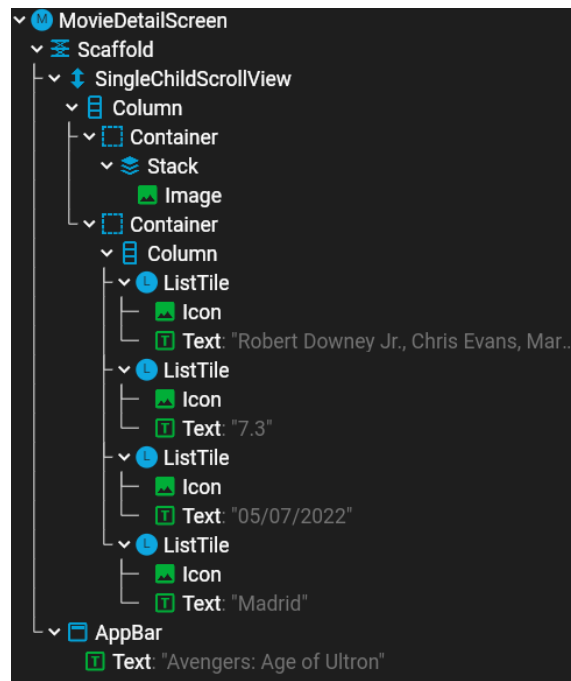 MovieDetailScreen
Scaffold
SingleChildScrollView
Column
Container
Stack
Image
Container
Column
ListTile
Icon
Text: "Robert Downey Jr., Chris Evans, Mar...
ListTile
Icon
Text: "7.3"
ListTile
Icon
Text: "05/07/2022"
ListTile
Icon
Text: "Madrid"
AppBar
Text: "Avengers: Age of Ultron"